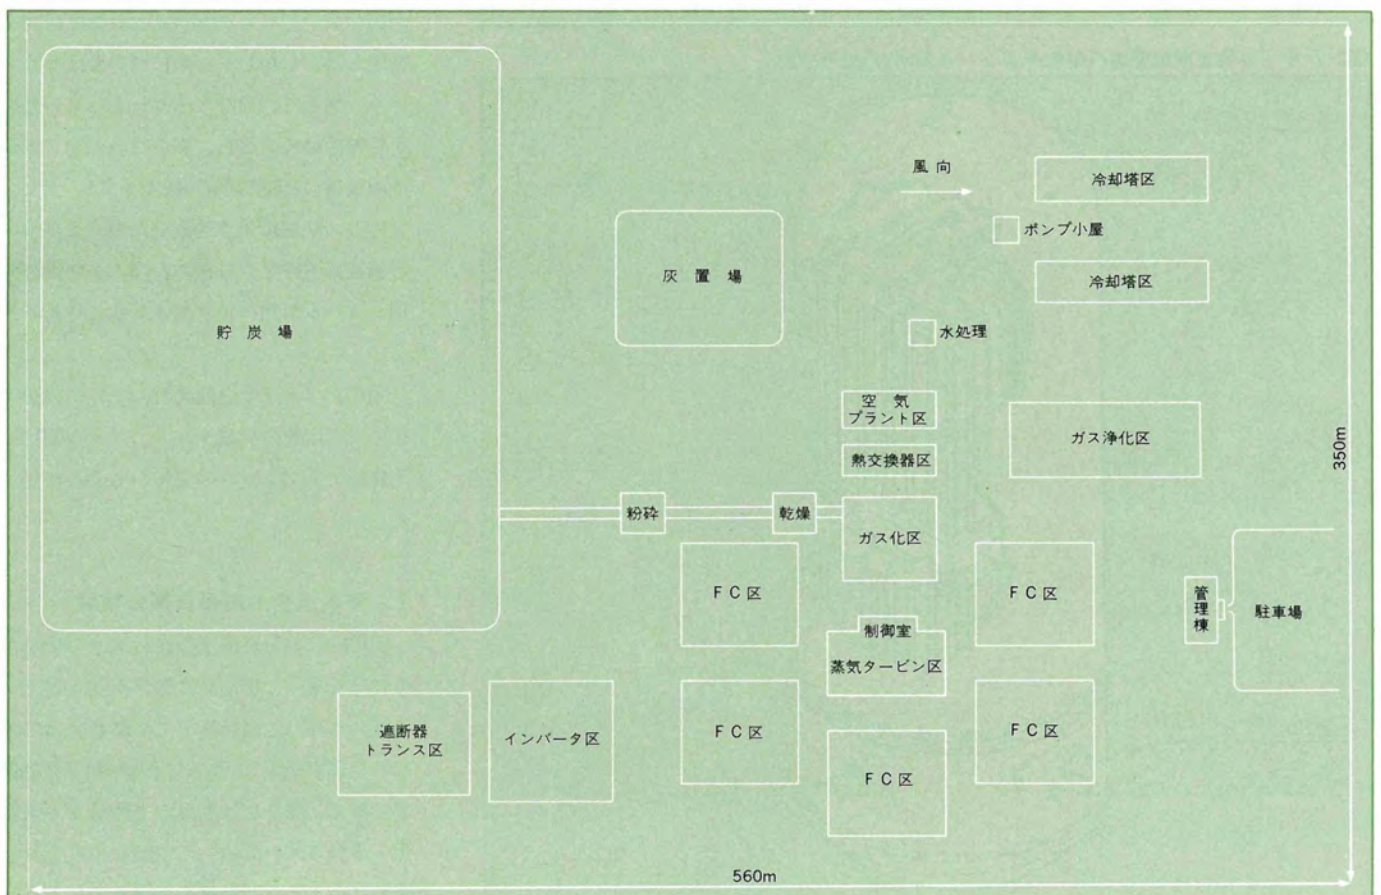 風 向
冷却塔区
ポンプ小屋
灰 置 場
冷却塔区
貯 炭 場
水処理
空 気
プラント区
ガス浄化区
熱交換器区
350m
粉砕
乾燥
ガス化区
FC区
FC区
管理棟
駐車場
制御室
蒸気タービン区
遮断器
トランス区
インバータ区
FC区
FC区
FC区
560m